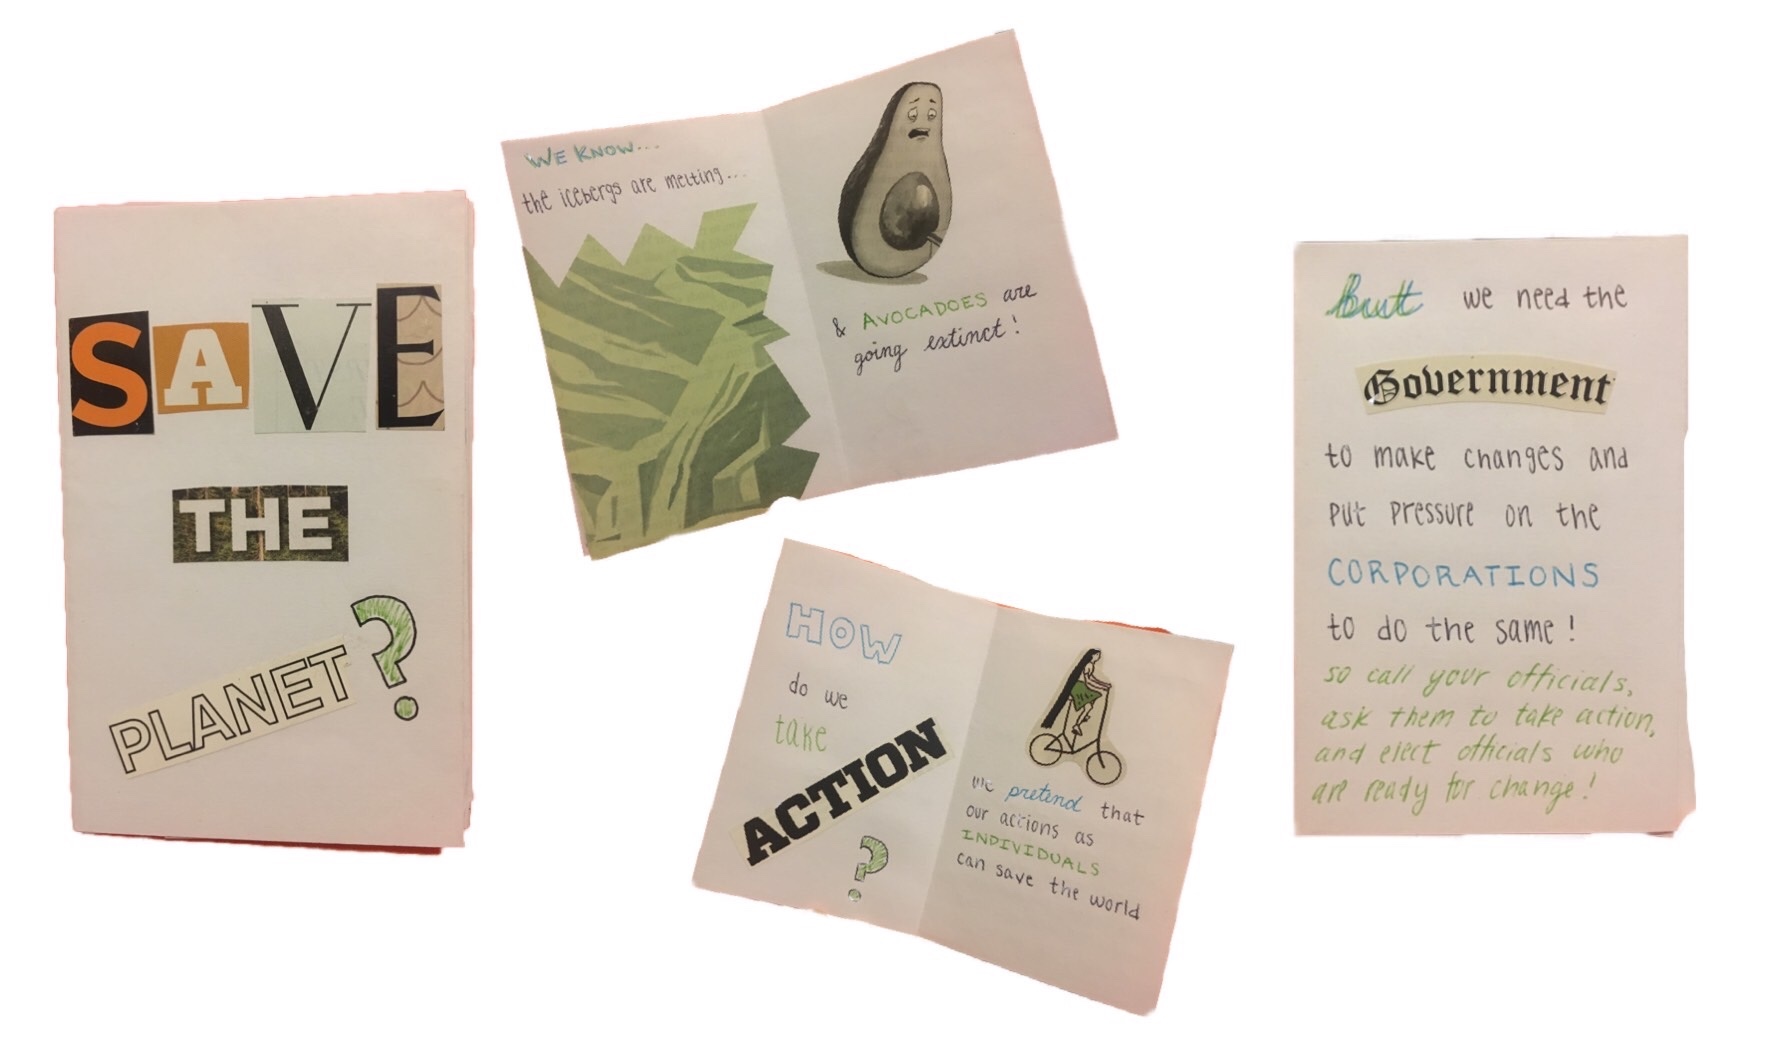 SAVE
THE
PLANET?
WE KNOW...
the icebergs are melting...
& AVOCADOES are
going extinct!
HOW
do we
take
ACTION
?
we pretend that
our actions as
INDIVIDUALS
can save the world
But we need the
Government
to make changes and
put pressure on the
CORPORATIONS
to do the same!
so call your officials,
ask them to take action,
and elect officials who
are ready for change!